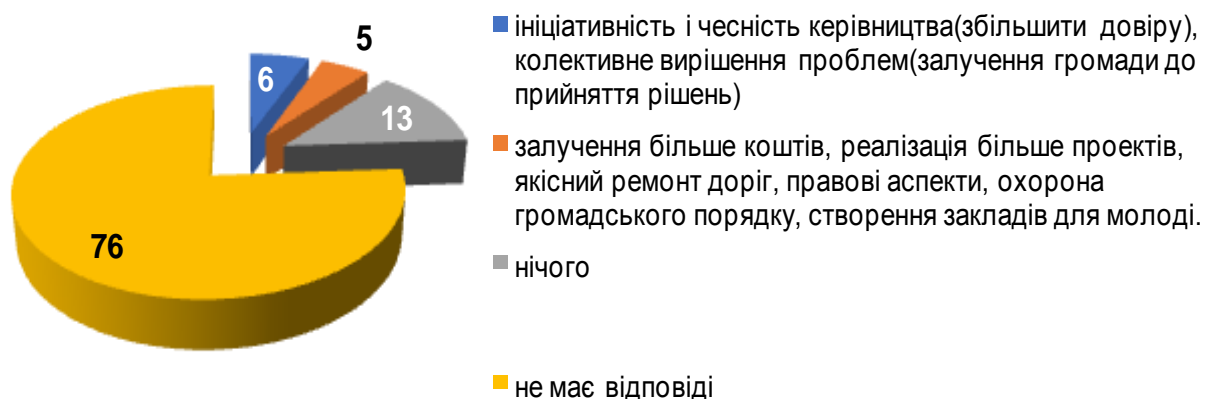 6
5
13
76
ініціативність і чесність керівництва(збільшити довіру),
колективне вирішення проблем(залучення громади до
прийняття рішень)
залучення більше коштів, реалізація більше проектів,
якісний ремонт доріг, правові аспекти, охорона
громадського порядку, створення закладів для молоді.
нічого
не має відповіді